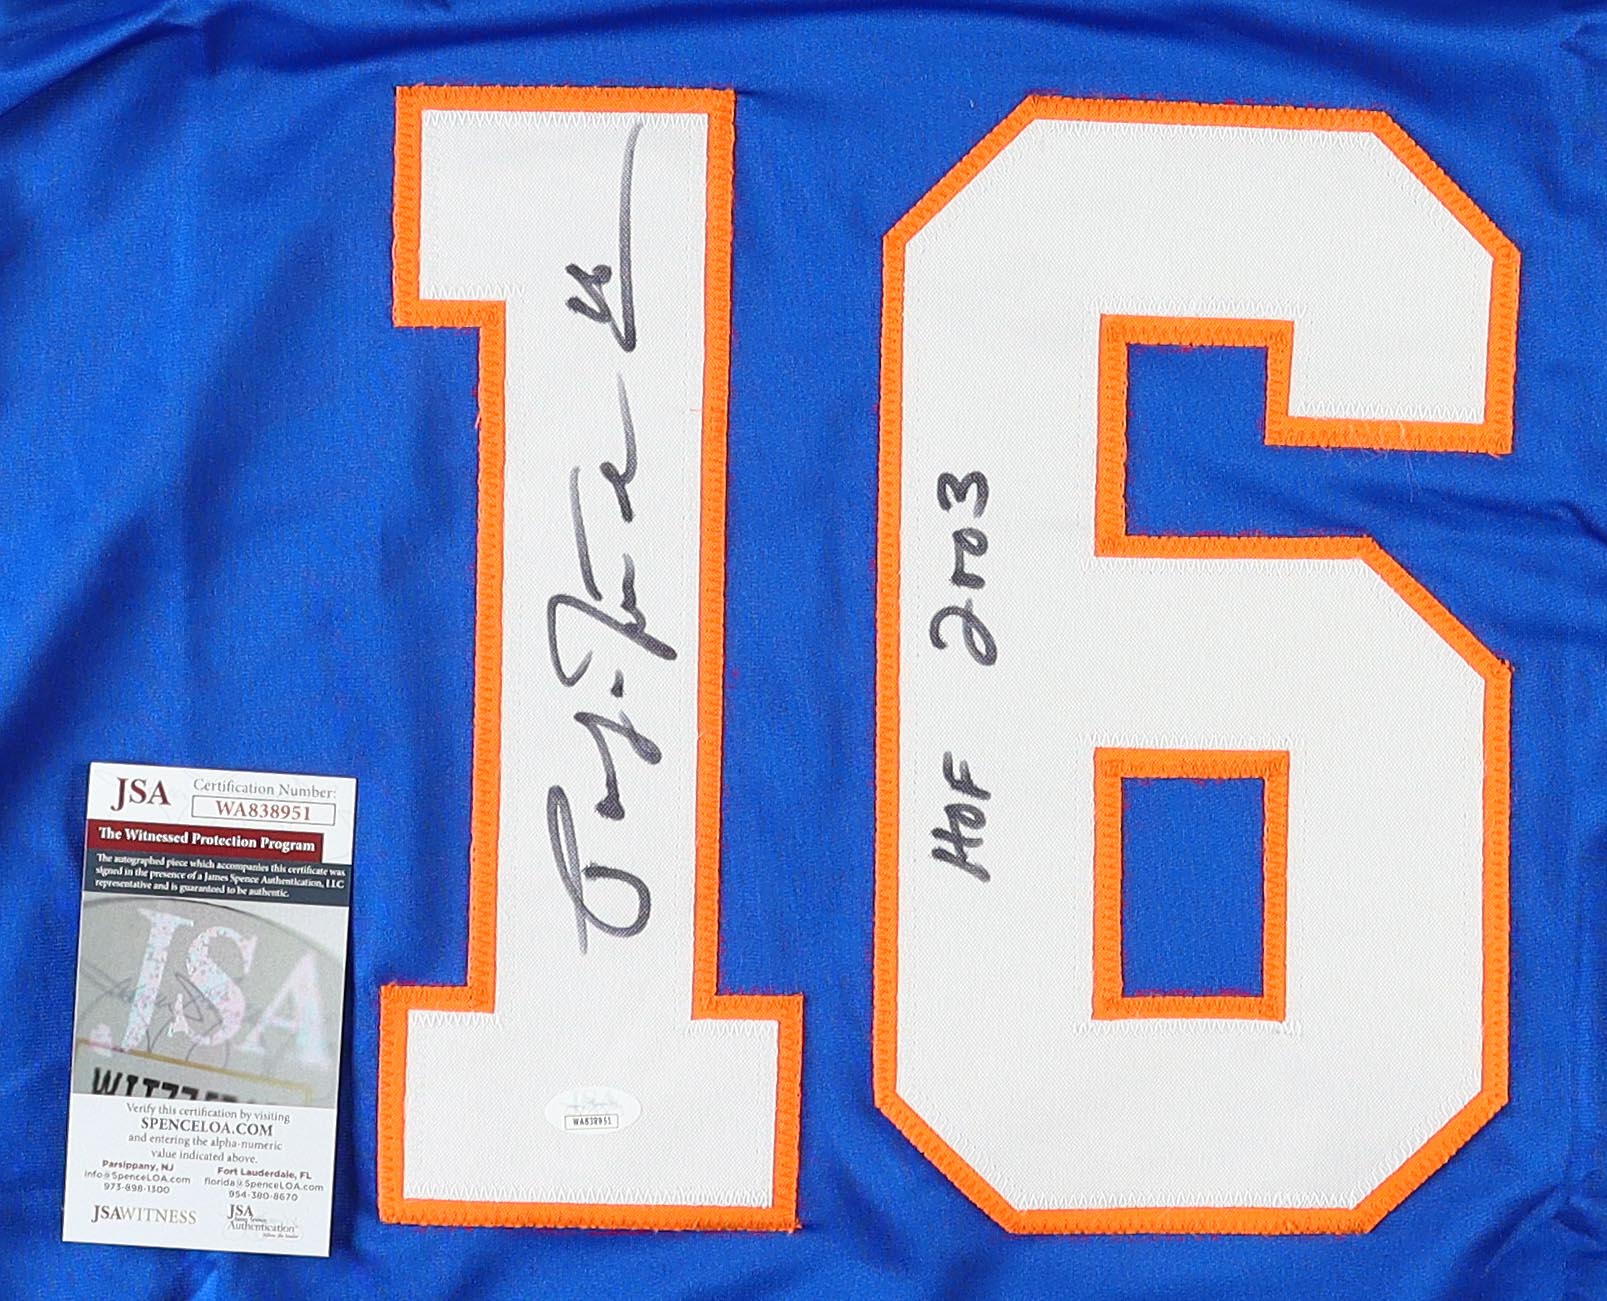 16
HOF 2003
JSA
Certification Number:
WA838951
The Witnessed Protection Program
The autographed piece which accompanies this certificate was
signed in the presence of a James Spence Authentication, LLC
representative and is guaranteed to be authentic.
JSA
Verify this certification by visiting
SPENCELOA.COM
and entering the alpha-numeric
value indicated above.
Parsippany, NJ
info@SpenceLOA.com
973-898-1300
Fort Lauderdale, FL
florida@SpenceLOA.com
954-380-8670
JSAWITNESS
JSA
Authentication
WA838951